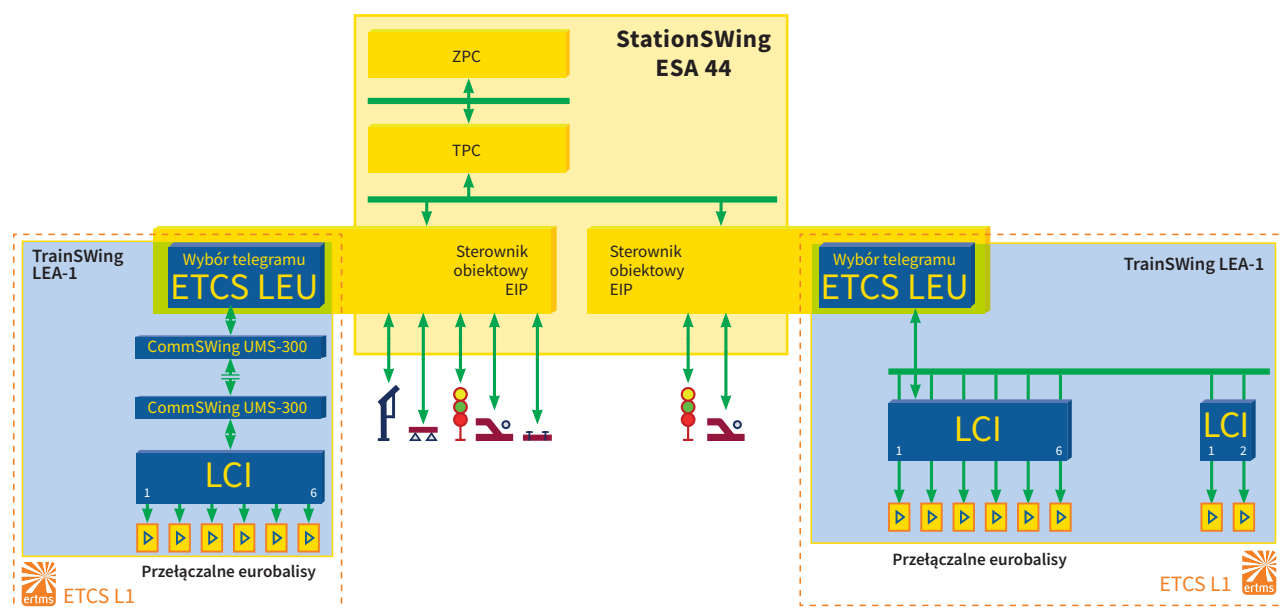 StationSWing
ESA 44
ZPC
TPC
TrainSWing
LEA-1
Wybór telegramu
ETCS LEU
Sterownik
obiektowy
EIP
Sterownik
obiektowy
EIP
Wybór telegramu
ETCS LEU
TrainSWing LEA-1
CommSWing UMS-300
CommSWing UMS-300
LCI
1
6
Przełączalne eurobalisy
ertms
ETCS L1
LCI
1
6
LCI
1
2
Przełączalne eurobalisy
ETCS L1
ertms